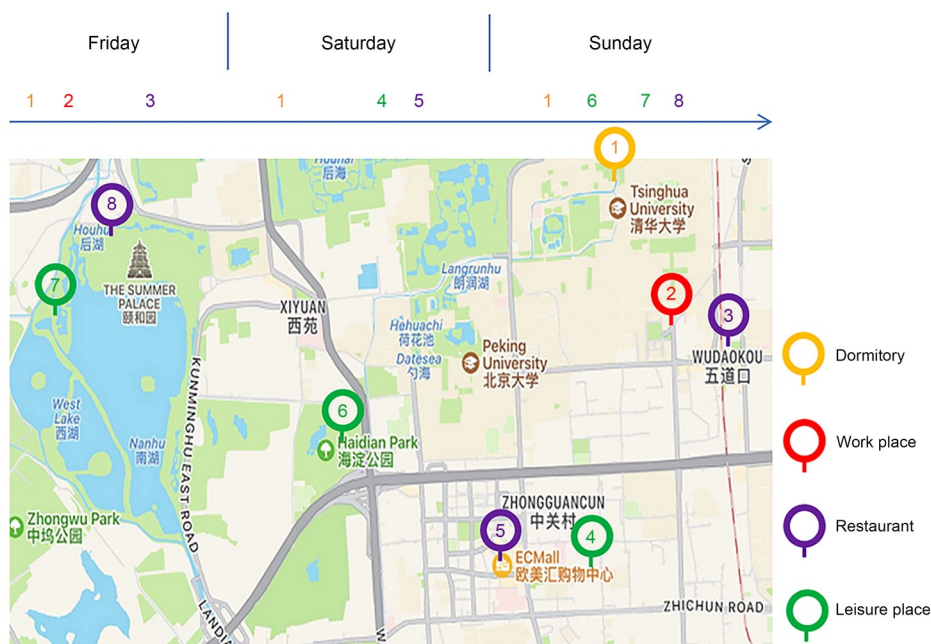 Friday
Saturday
Sunday
1 2 3 1 4 5 1 6 7 8
1
Houhai
后海
Tsinghua
University
清华大学
8
Houhu
后湖
THE SUMMER
PALACE
颐和园
7
Langrunhu
朗润湖
XIYUAN
西苑
2
3
Hehuachi
荷花池
Datesea
勺海
Peking
University
北京大学
WUDAOKOU
五道口
Dormitory
KUNMINGHU EAST ROAD
West
Lake
西湖
Nanhu
南湖
6
Haidian Park
海淀公园
Work place
Zhongwu Park
中坞公园
ZHONGGUANCUN
中关村
5
4
ECMall
欧美汇购物中心
Restaurant
ZHICHUN ROAD
Leisure place